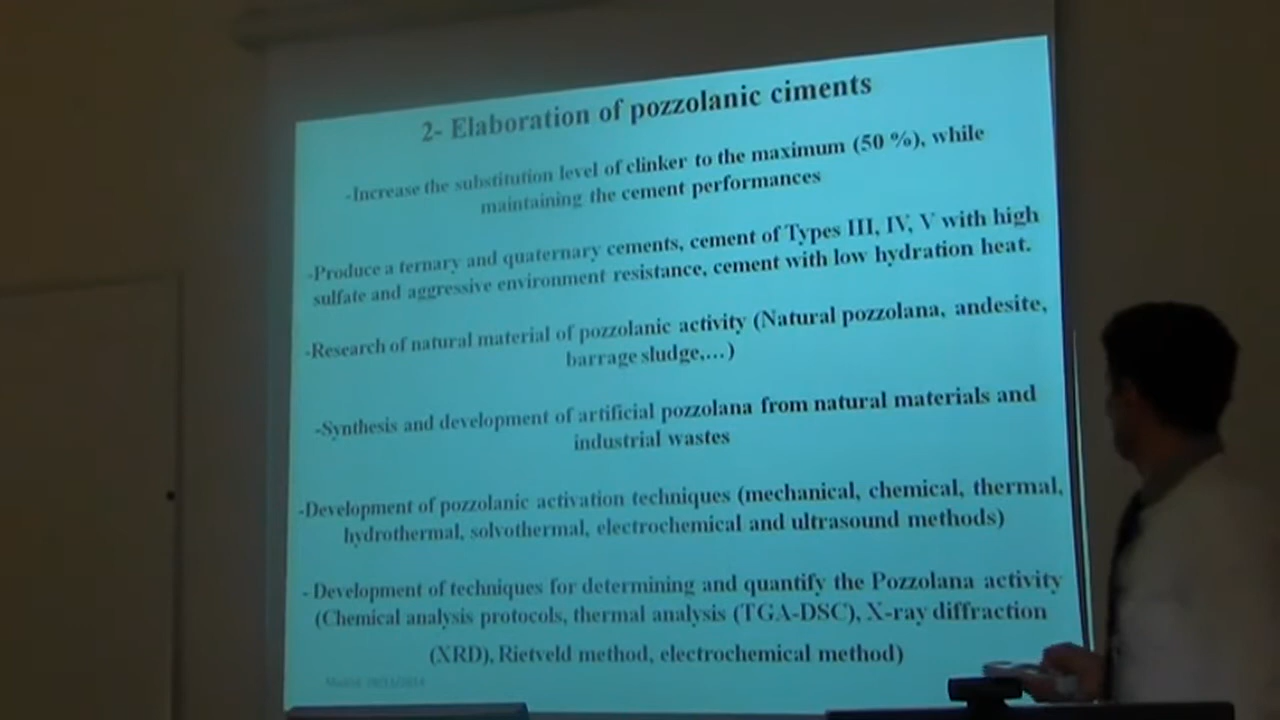 2- Elaboration of pozzolanic ciments
-Increase the substitution level of clinker to the maximum (50 %), while
maintaining the cement performances
-Produce a ternary and quaternary cements, cement of Types III, IV, V with high
sulfate and aggressive environment resistance, cement with low hydration heat.
-Research of natural material of pozzolanic activity (Natural pozzolana, andesite,
barrage sludge,...)
-Synthesis and development of artificial pozzolana from natural materials and
industrial wastes
-Development of pozzolanic activation techniques (mechanical, chemical, thermal,
hydrothermal, solvothermal, electrochemical and ultrasound methods)
- Development of techniques for determining and quantify the Pozzolana activity
(Chemical analysis protocols, thermal analysis (TGA-DSC), X-ray diffraction
(XRD), Rietveld method, electrochemical method)